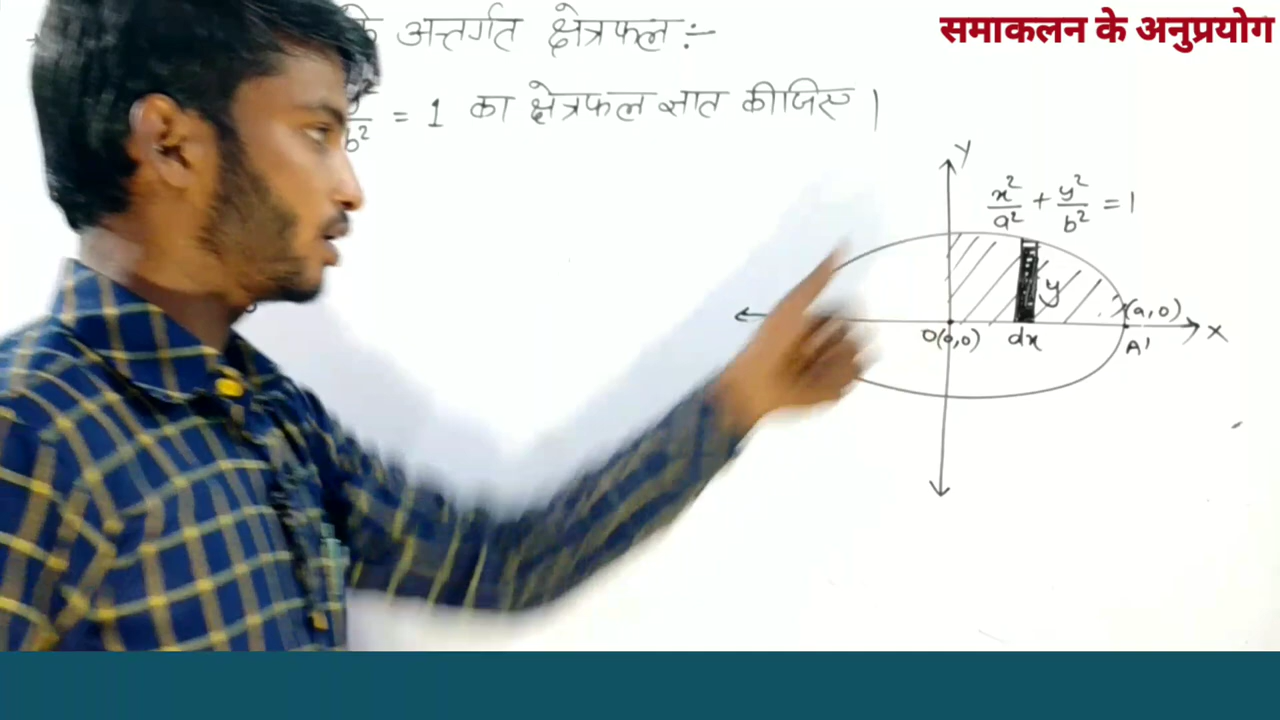 समाकलन के अनुप्रयोग
के अन्तर्गत क्षेत्रफल :-
b² = 1 का क्षेत्रफल ज्ञात कीजिए ।
Y
x²/a² + y²/b² = 1
y
(a,0)
O(0,0) dx A' X